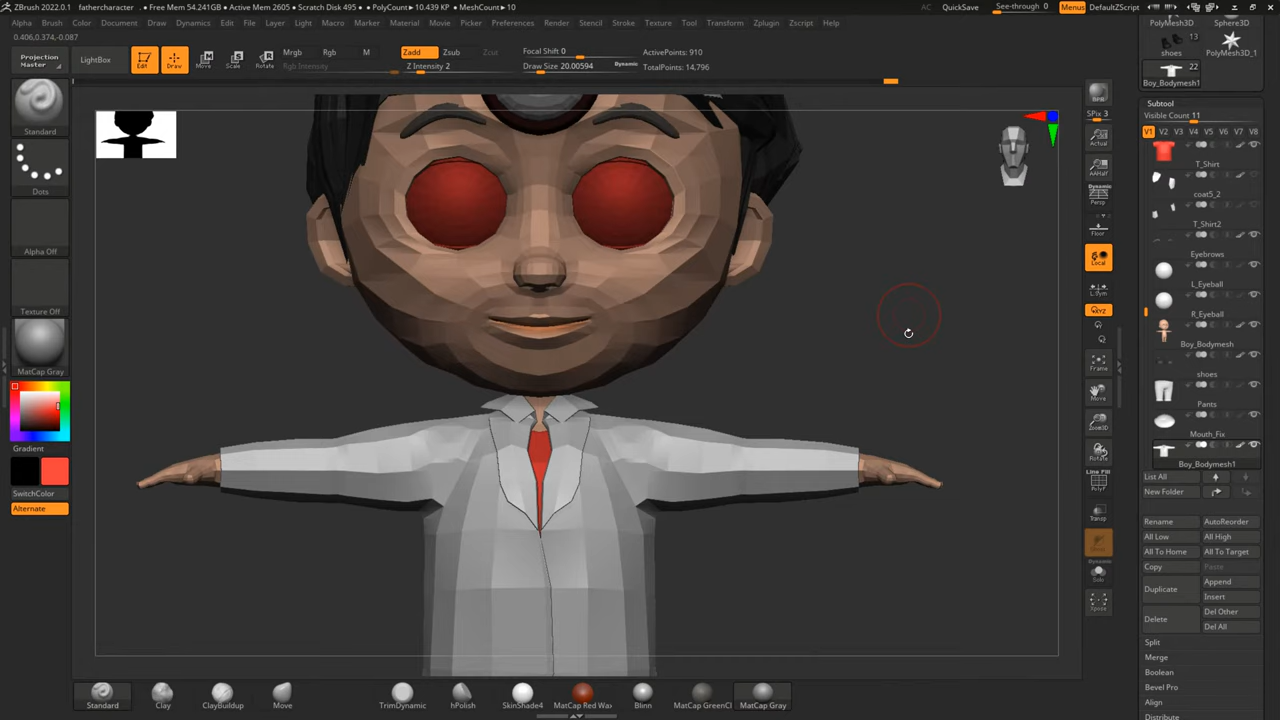 ZBrush 2022.0.1 fathercharacter . • Free Mem 54.241GB • Active Mem 2605 • Scratch Disk 495 • • PolyCount• 10.439 KP • MeshCount• 10
AC QuickSave See-through 0 Menus DefaultZScript
Alpha Brush Color Document Draw Dynamics Edit File Layer Light Macro Marker Material Movie Picker Preferences Render Stencil Stroke Texture Tool Transform Zplugin Zscript Help
0.406,0.374,-0.087
Projection Master
LightBox
Edit Draw Move Scale Rotate
Mrgb Rgb M
Rgb Intensity
Zadd Zsub Zcut
Z Intensity 2
Focal Shift 0
Draw Size 20.00594 Dynamic
ActivePoints: 910
TotalPoints: 14,796
Standard
Dots
Alpha Off
Texture Off
MatCap Gray
Gradient
SwitchColor
Alternate
BPR
SPix 3
Actual
AAHalf
Dynamic
Persp
Floor
Local
L.Sym
XYZ
Frame
Move
Zoom3D
Rotate
Line Fill
PolyF
Transp
Dynamic
Solo
Xpose
PolyMesh3D Sphere3D
13
shoes PolyMesh3D_1
22
Boy_Bodymesh1
Subtool
Visible Count 11
V1 V2 V3 V4 V5 V6 V7 V8
T_Shirt
coat5_2
T_Shirt2
Eyebrows
L_Eyeball
R_Eyeball
Boy_Bodymesh
shoes
Pants
Mouth_Fix
Boy_Bodymesh1
List All
New Folder
Rename AutoReorder
All Low All High
All To Home All To Target
Copy Paste
Duplicate Append
Insert
Delete Del Other
Del All
Split
Merge
Boolean
Bevel Pro
Align
Distribute
Standard Clay ClayBuildup Move TrimDynamic hPolish SkinShade4 MatCap Red Wax Blinn MatCap GreenCl MatCap Gray